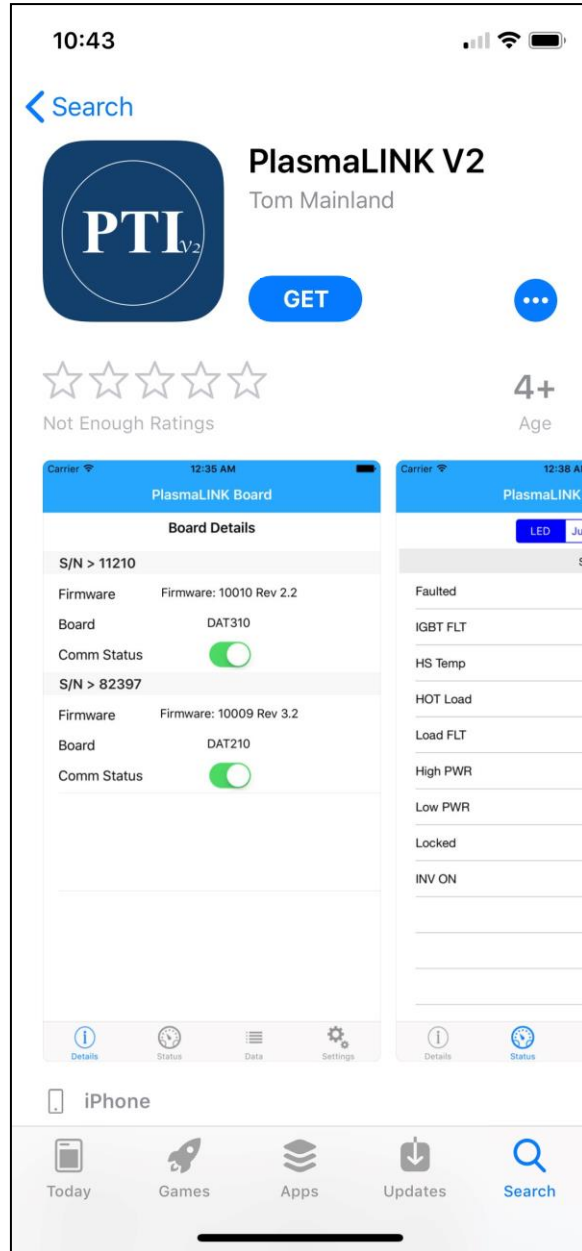 10:43
Search
PTI V2
PlasmaLINK V2
Tom Mainland
GET
Not Enough Ratings
4+
Age
Carrier 12:35 AM
PlasmaLINK Board
Board Details
S/N > 11210
Firmware Firmware: 10010 Rev 2.2
Board DAT310
Comm Status
S/N > 82397
Firmware Firmware: 10009 Rev 3.2
Board DAT210
Comm Status
Details Status Data Settings
Carrier 12:38 A
PlasmaLINK
LED Ju
S
Faulted
IGBT FLT
HS Temp
HOT Load
Load FLT
High PWR
Low PWR
Locked
INV ON
Details Status
iPhone
Today Games Apps Updates Search